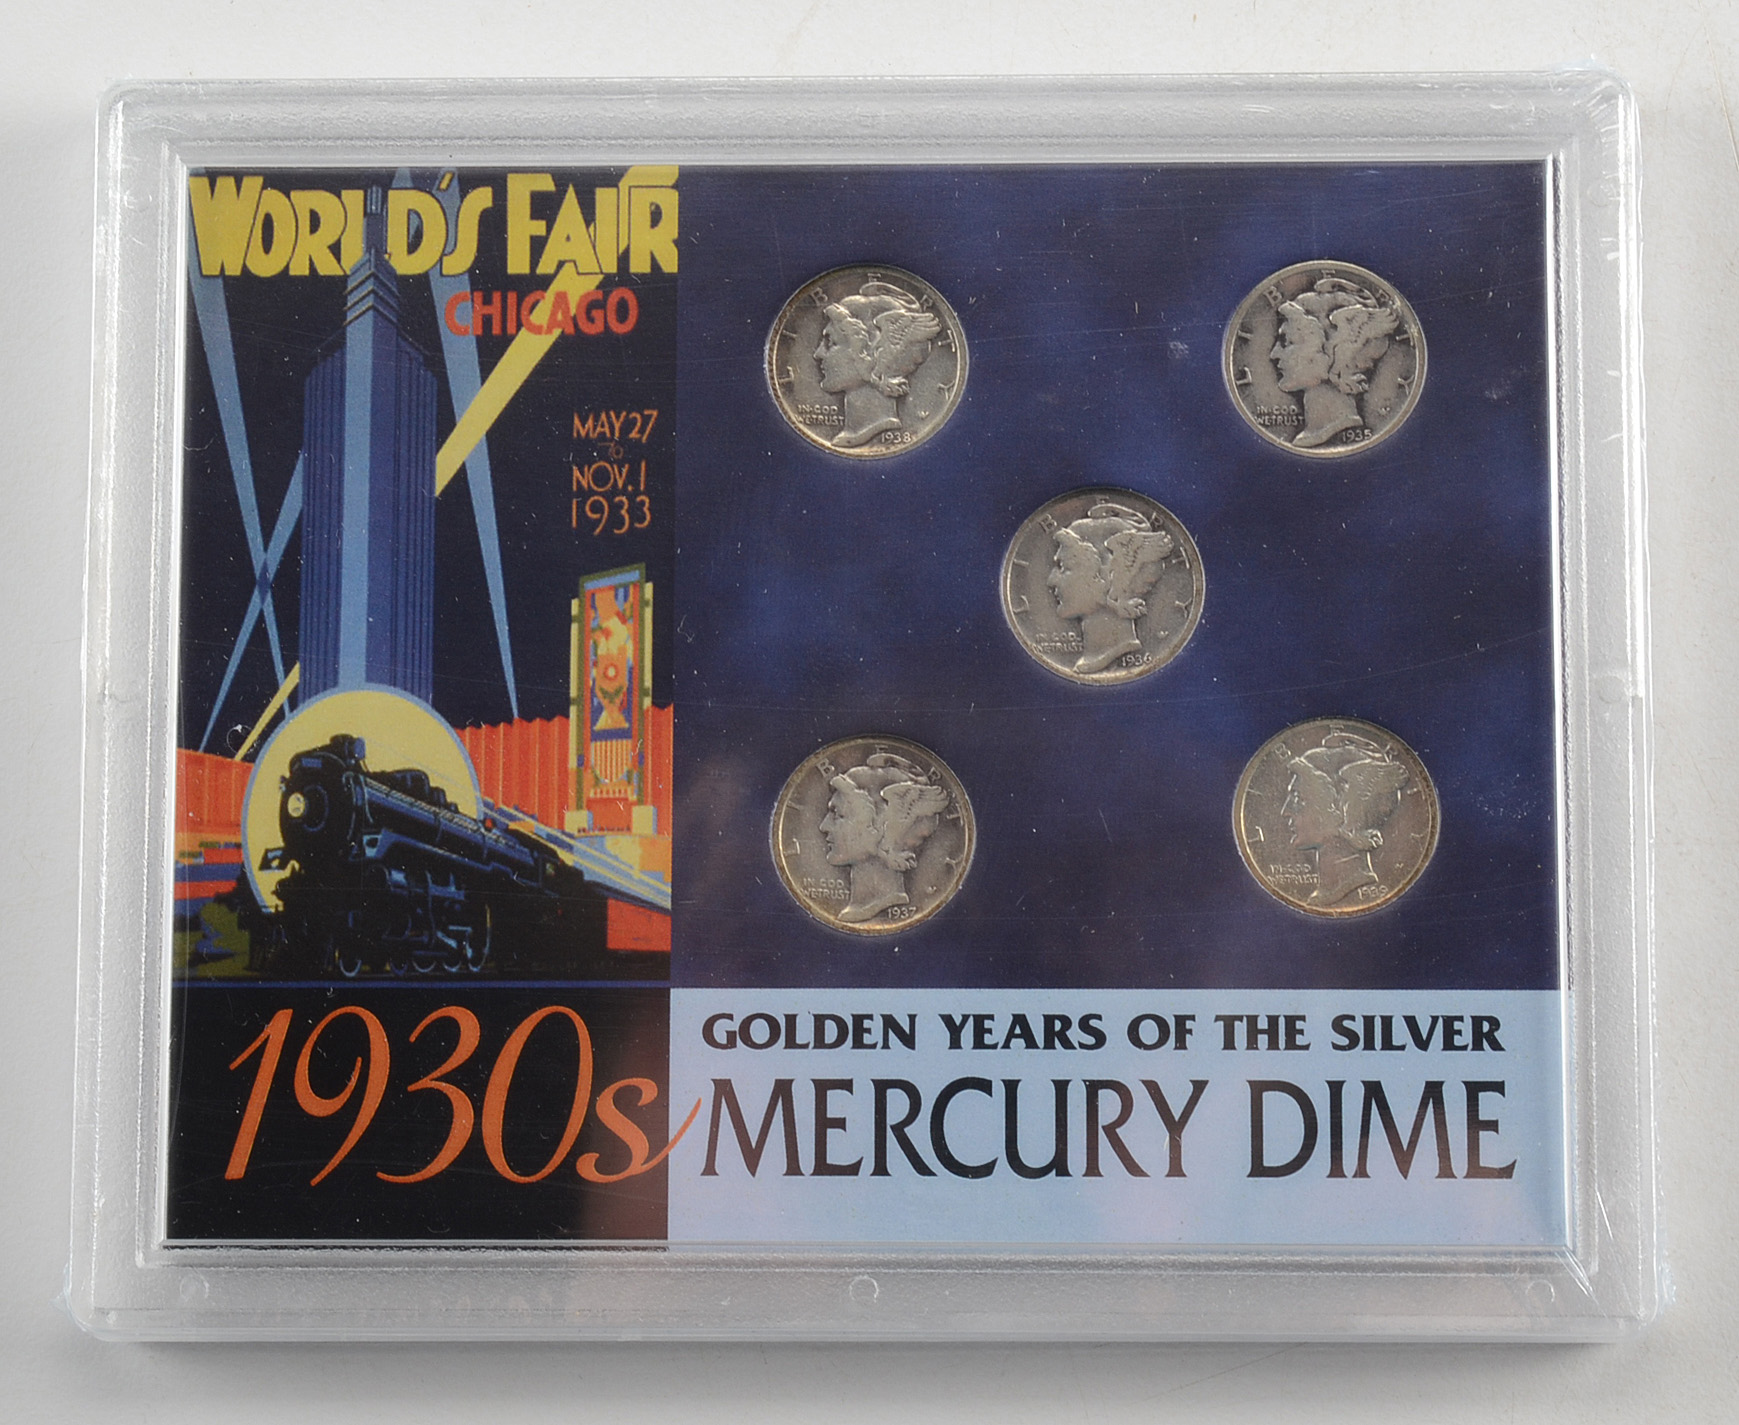 WORLD'S FAIR
CHICAGO
MAY 27
TO
NOV. 1
1933
LIBERTY
IN GOD
WE TRUST
1938
LIBERTY
IN GOD
WE TRUST
1935
LIBERTY
IN GOD
WE TRUST
1936
LIBERTY
IN GOD
WE TRUST
1937
LIBERTY
IN GOD
WE TRUST
1939
1930s
GOLDEN YEARS OF THE SILVER
MERCURY DIME